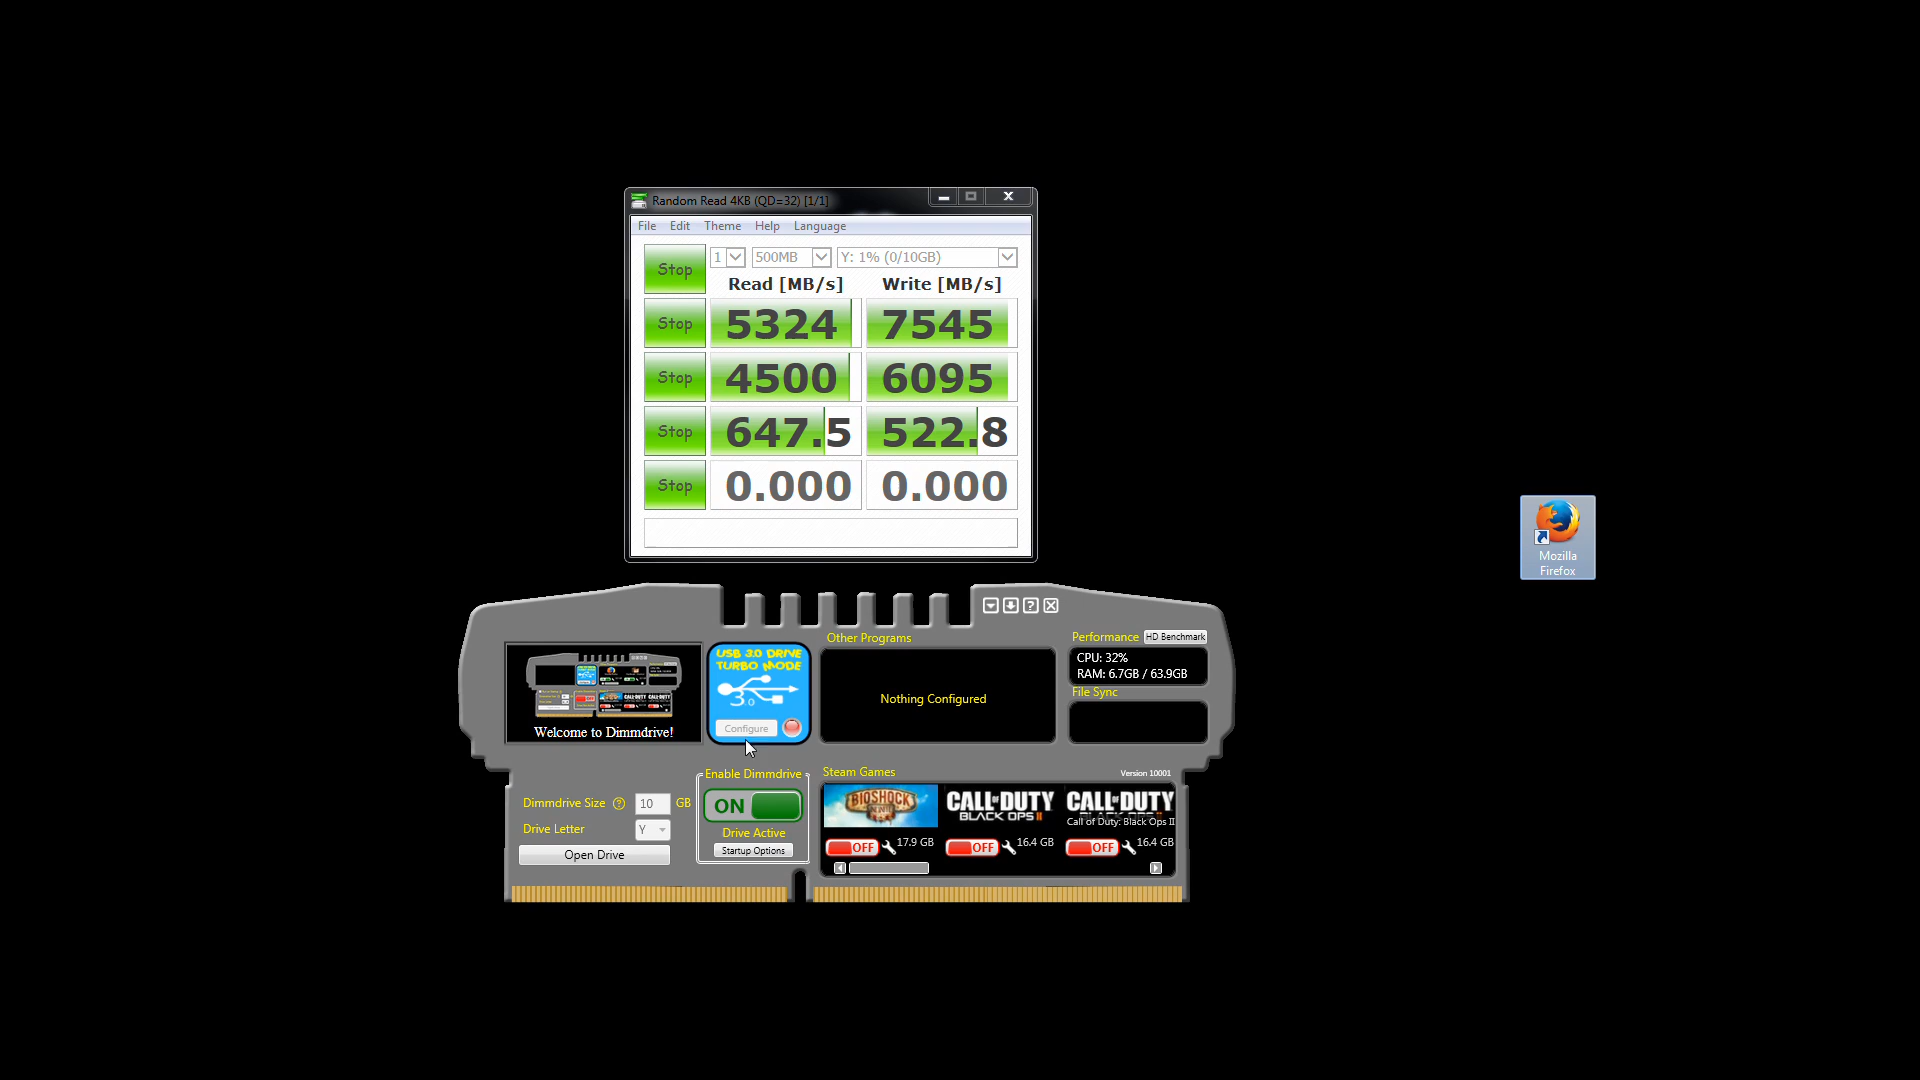 Random Read 4KB (QD=32) [1/1]
File Edit Theme Help Language
Stop
1
500MB
Y: 1% (0/10GB)
Read [MB/s]
Write [MB/s]
Stop
5324
7545
Stop
4500
6095
Stop
647.5
522.8
Stop
0.000
0.000
Mozilla
Firefox
Welcome to Dimmdrive!
USB 3.0 DRIVE
TURBO MODE
3.0
Configure
Other Programs
Nothing Configured
Performance
HD Benchmark
CPU: 32%
RAM: 6.7GB / 63.9GB
File Sync
Dimmdrive Size
10
GB
Drive Letter
Y
Open Drive
Enable Dimmdrive
ON
Drive Active
Startup Options
Steam Games
Version 10001
BIOSHOCK
CALL OF DUTY
BLACK OPS II
CALL OF DUTY
Call of Duty: Black Ops II
OFF
17.9 GB
OFF
16.4 GB
OFF
16.4 GB